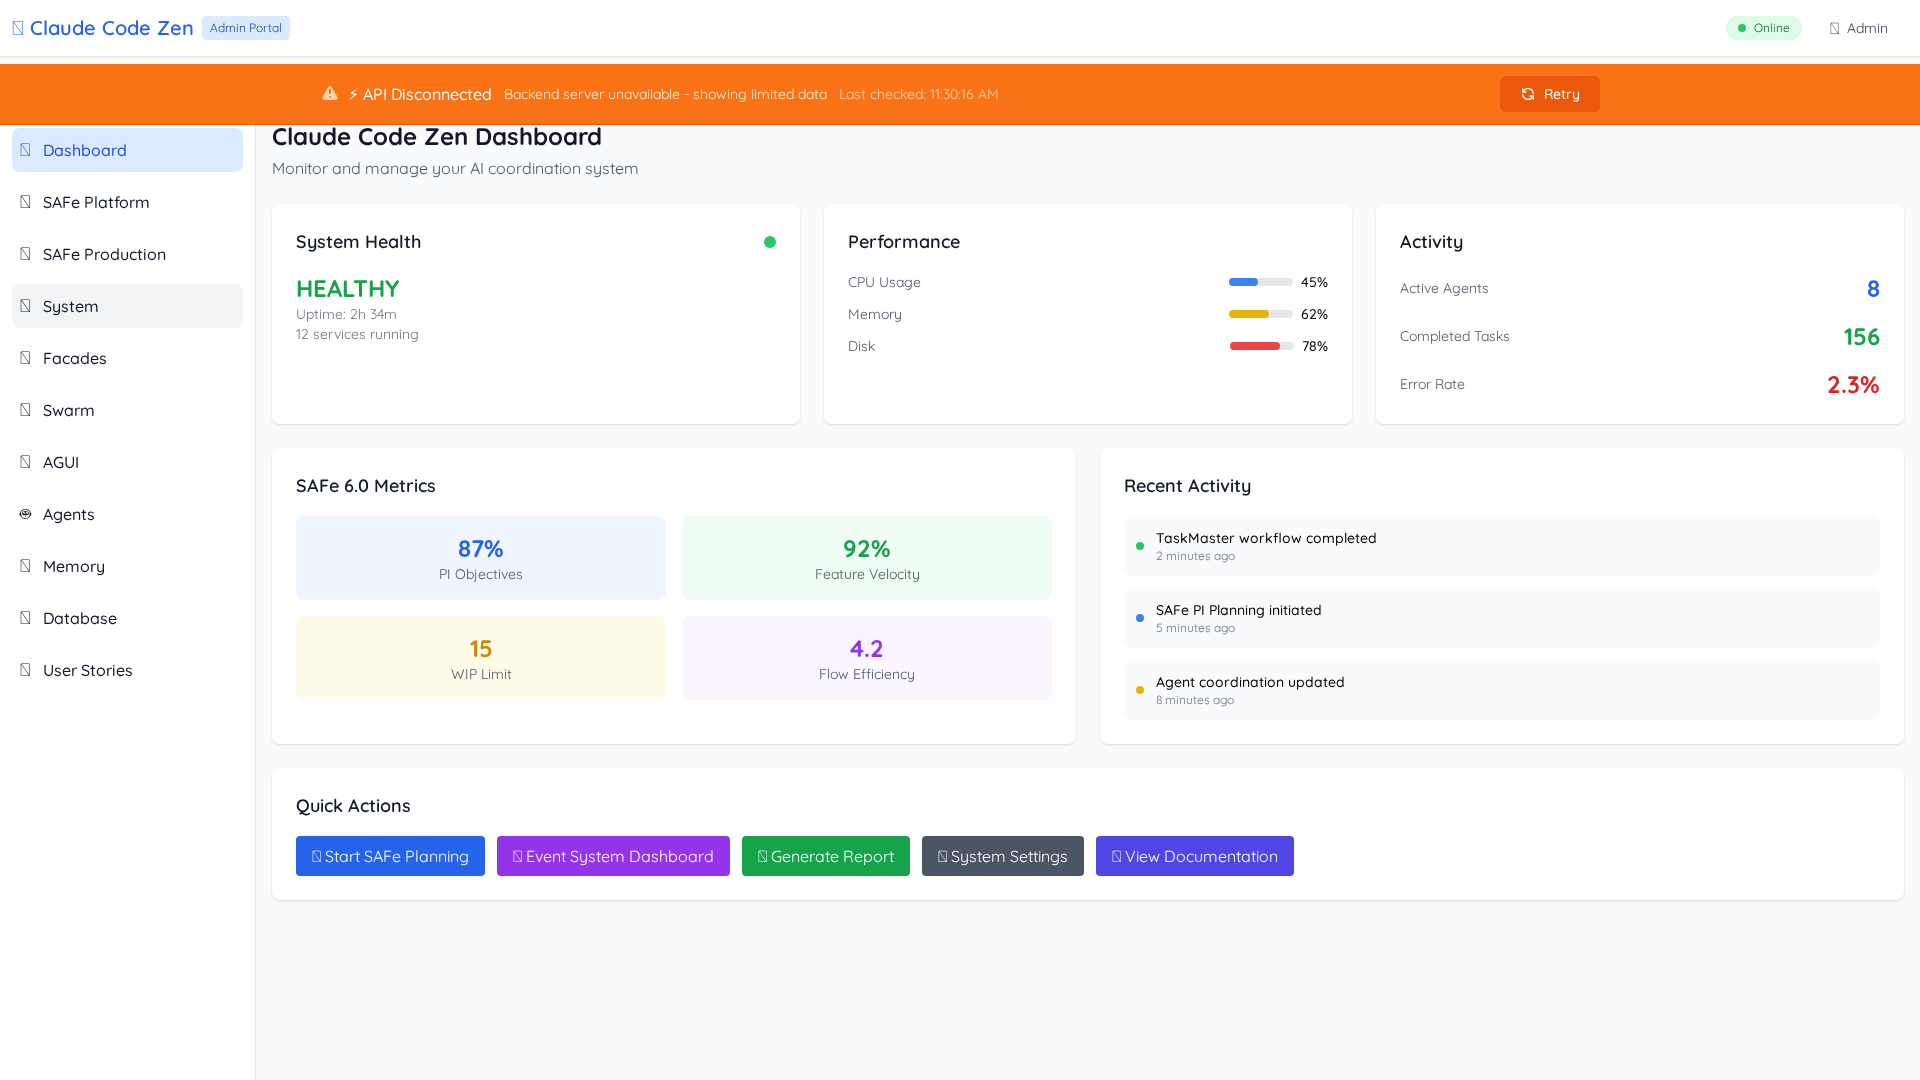 Claude Code Zen Admin Portal
Online
Admin
⚡ API Disconnected Backend server unavailable - showing limited data Last checked: 11:30:16 AM
Retry
Dashboard
SAFe Platform
SAFe Production
System
Facades
Swarm
AGUI
Agents
Memory
Database
User Stories
Claude Code Zen Dashboard
Monitor and manage your AI coordination system
System Health
HEALTHY
Uptime: 2h 34m
12 services running
Performance
CPU Usage 45%
Memory 62%
Disk 78%
Activity
Active Agents 8
Completed Tasks 156
Error Rate 2.3%
SAFe 6.0 Metrics
87%
PI Objectives
92%
Feature Velocity
15
WIP Limit
4.2
Flow Efficiency
Recent Activity
TaskMaster workflow completed
2 minutes ago
SAFe PI Planning initiated
5 minutes ago
Agent coordination updated
8 minutes ago
Quick Actions
Start SAFe Planning
Event System Dashboard
Generate Report
System Settings
View Documentation